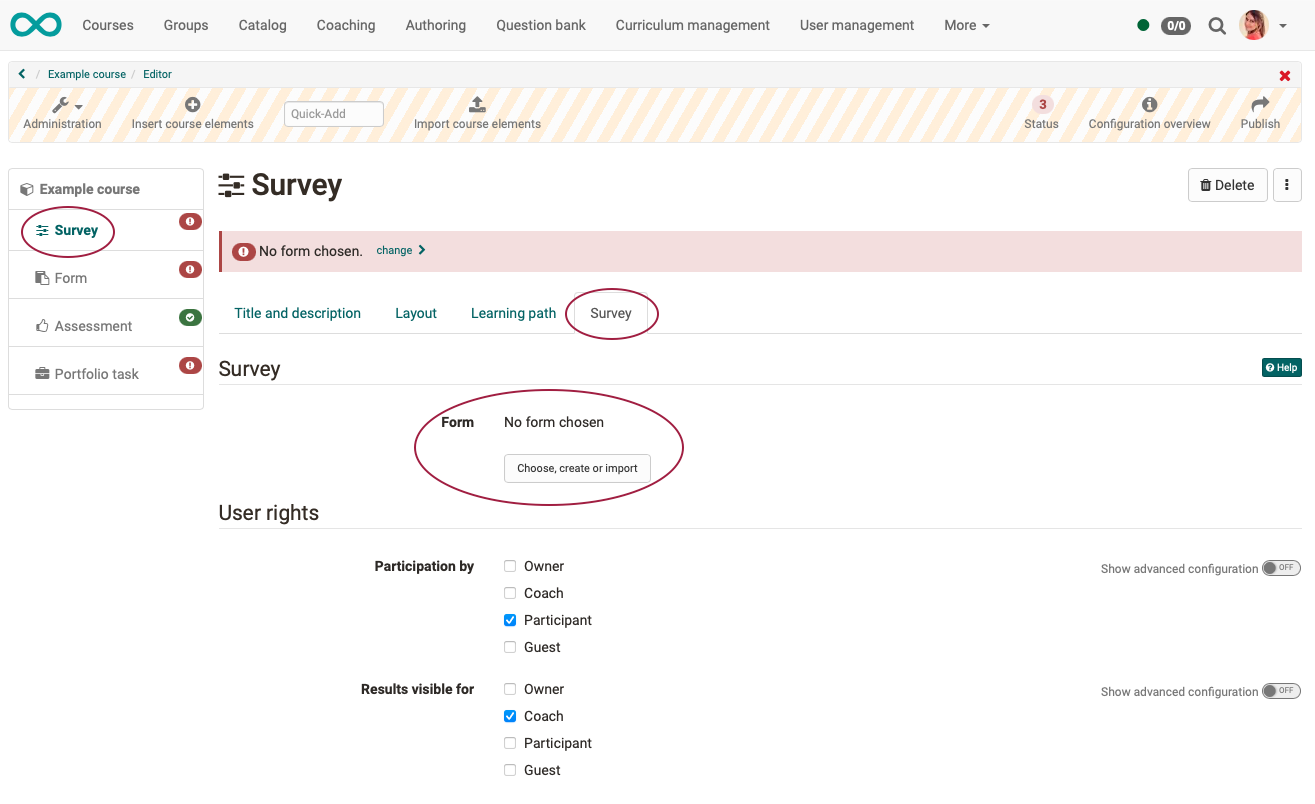 Courses Groups Catalog Coaching Authoring Question bank Curriculum management User management More 0/0
/ Example course / Editor
Administration Insert course elements Quick-Add Import course elements 3 Status Configuration overview Publish
Example course
Survey
Form
Assessment
Portfolio task
Survey
Delete
No form chosen. change
Title and description Layout Learning path Survey
Survey
Help
Form No form chosen
Choose, create or import
User rights
Participation by Owner
Show advanced configuration OFF
Coach
Participant
Guest
Results visible for Owner
Show advanced configuration OFF
Coach
Participant
Guest